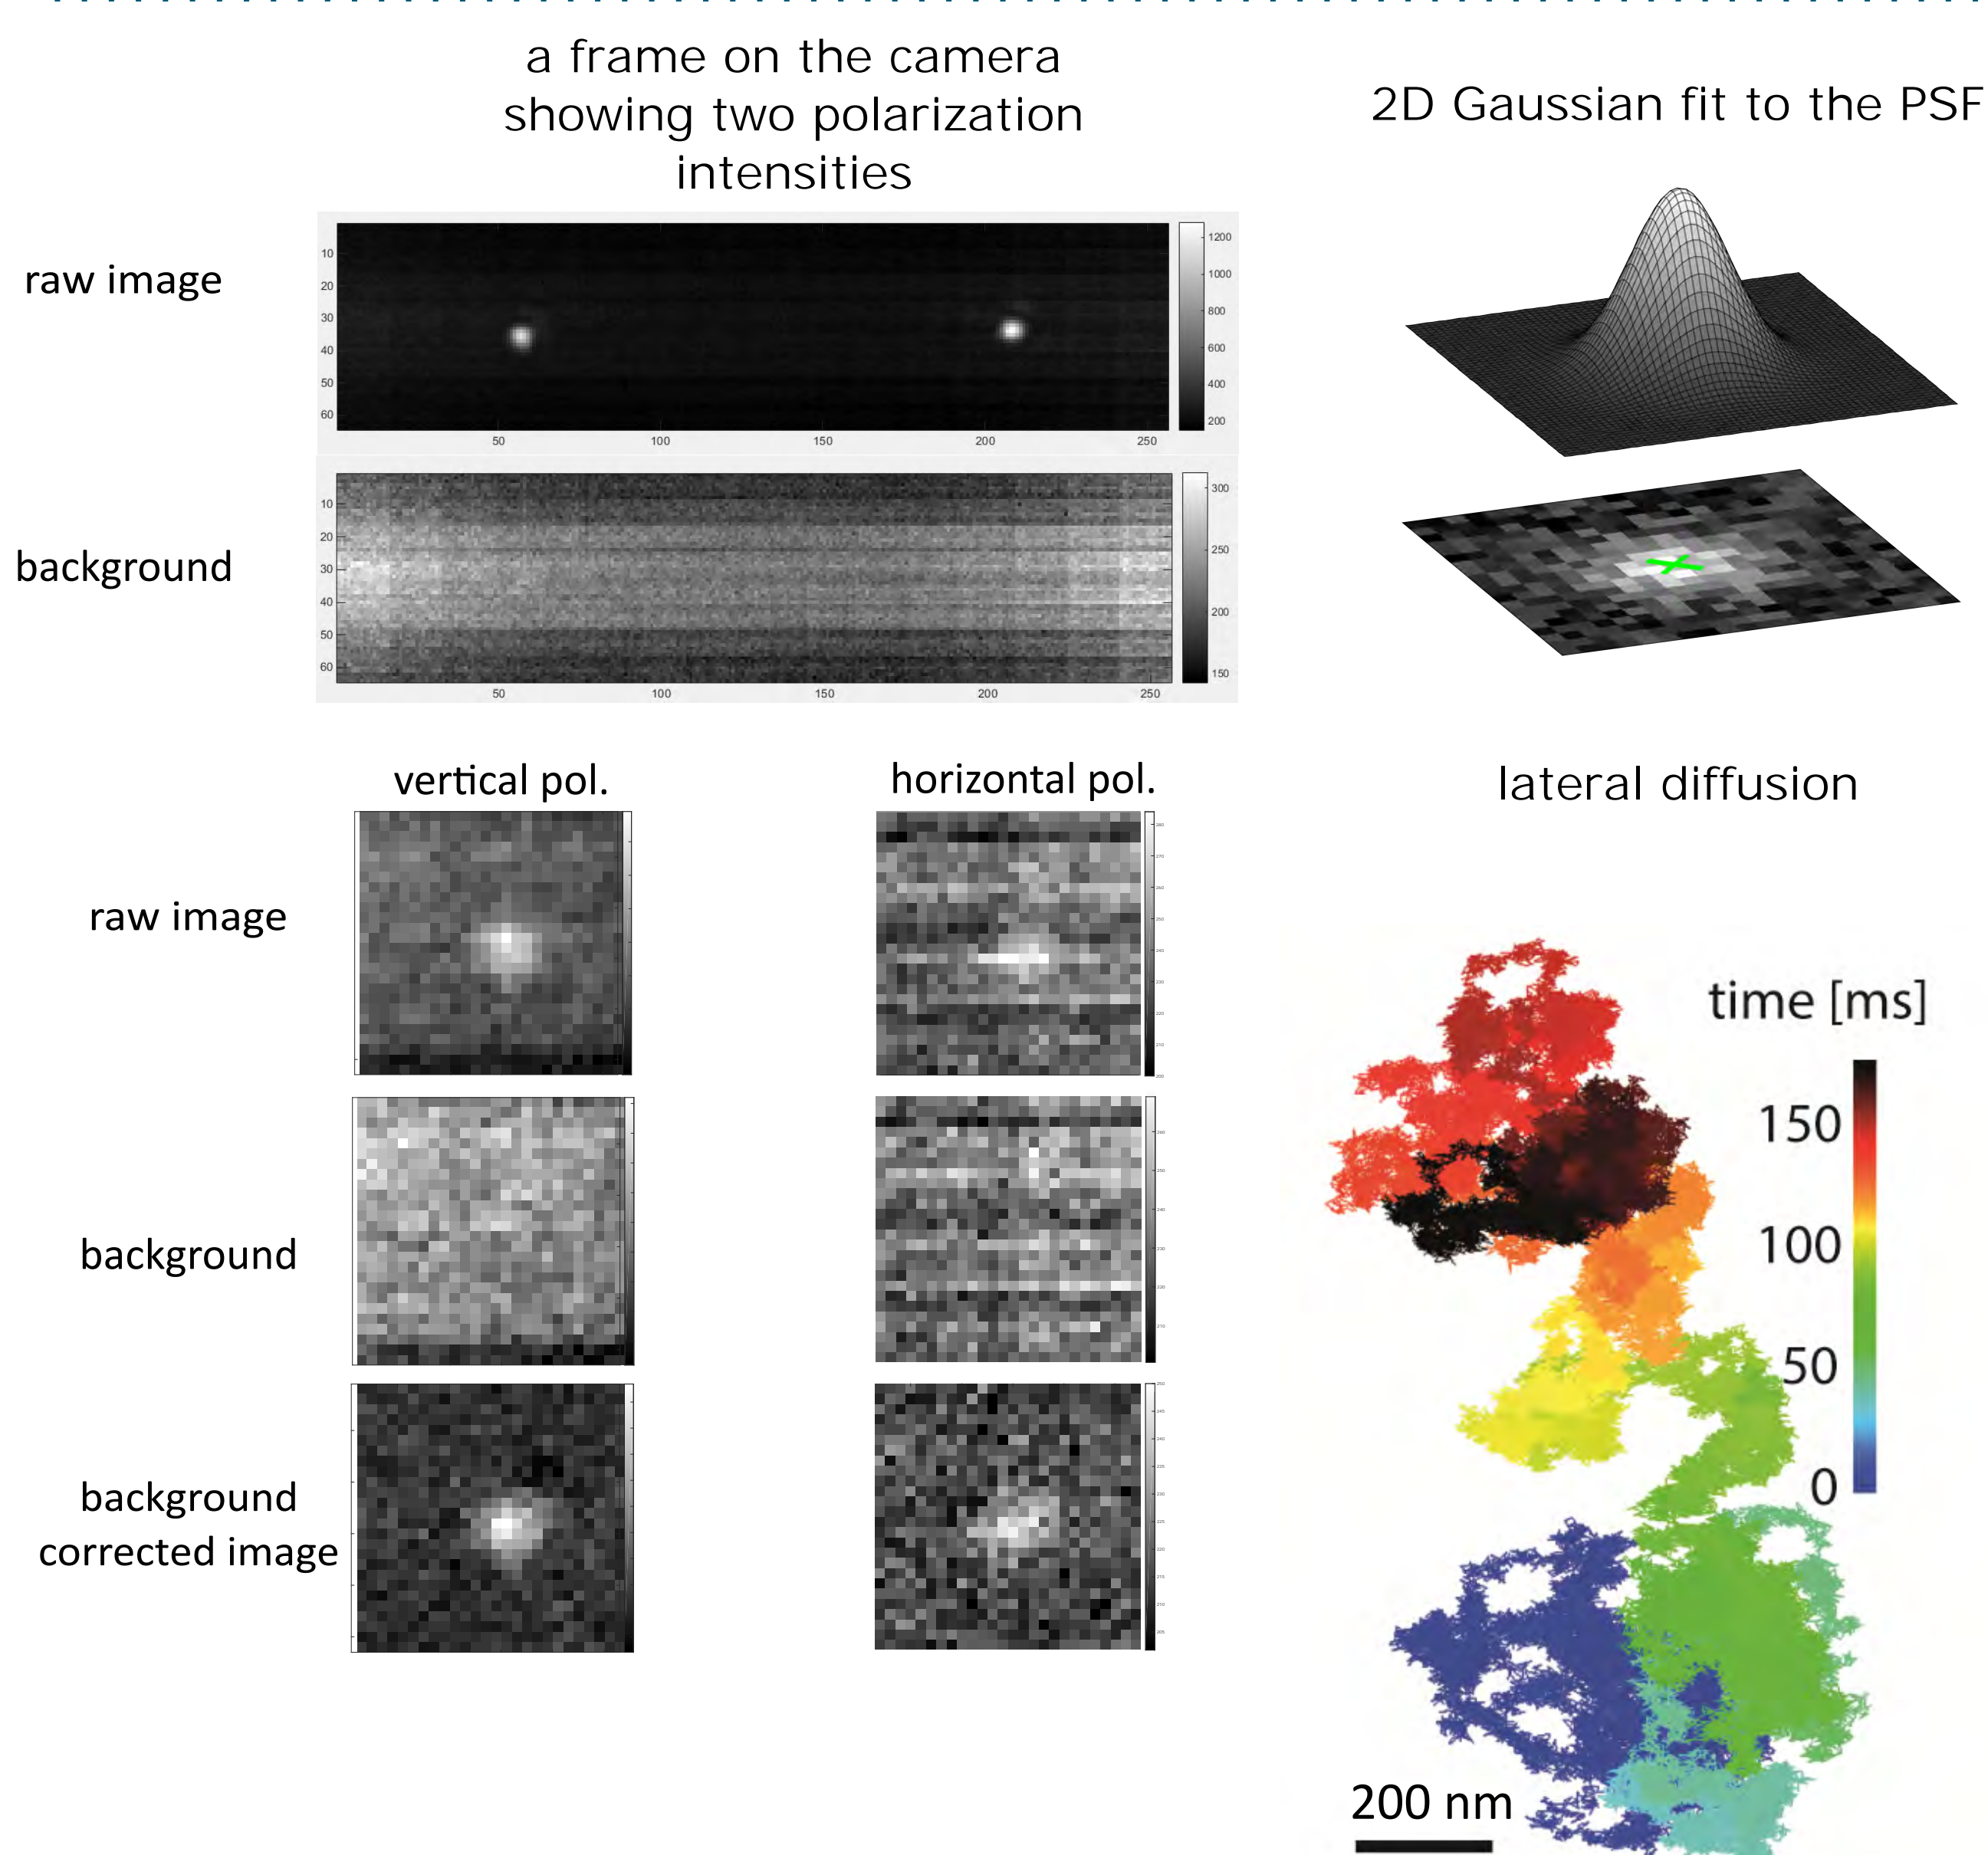 a frame on the camera
showing two polarization
intensities
2D Gaussian fit to the PSF
raw image
10
20
30
40
50
60
50
100
150
200
250
1200
1000
800
600
400
200
background
10
20
30
40
50
60
50
100
150
200
250
300
250
200
150
vertical pol.
horizontal pol.
lateral diffusion
raw image
background
background
corrected image
time [ms]
150
100
50
0
200 nm